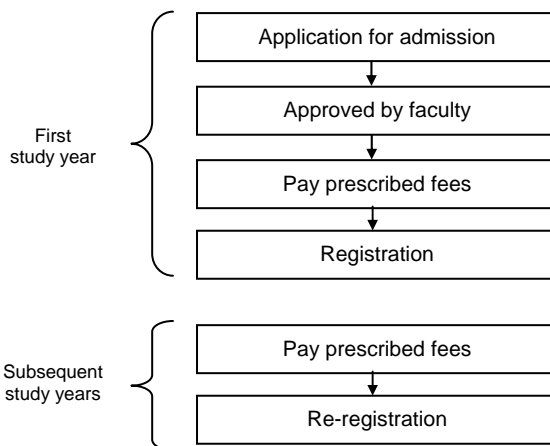 Application for admission
Approved by faculty
First
study year
Pay prescribed fees
Registration
Pay prescribed fees
Subsequent
study years
Re-registration